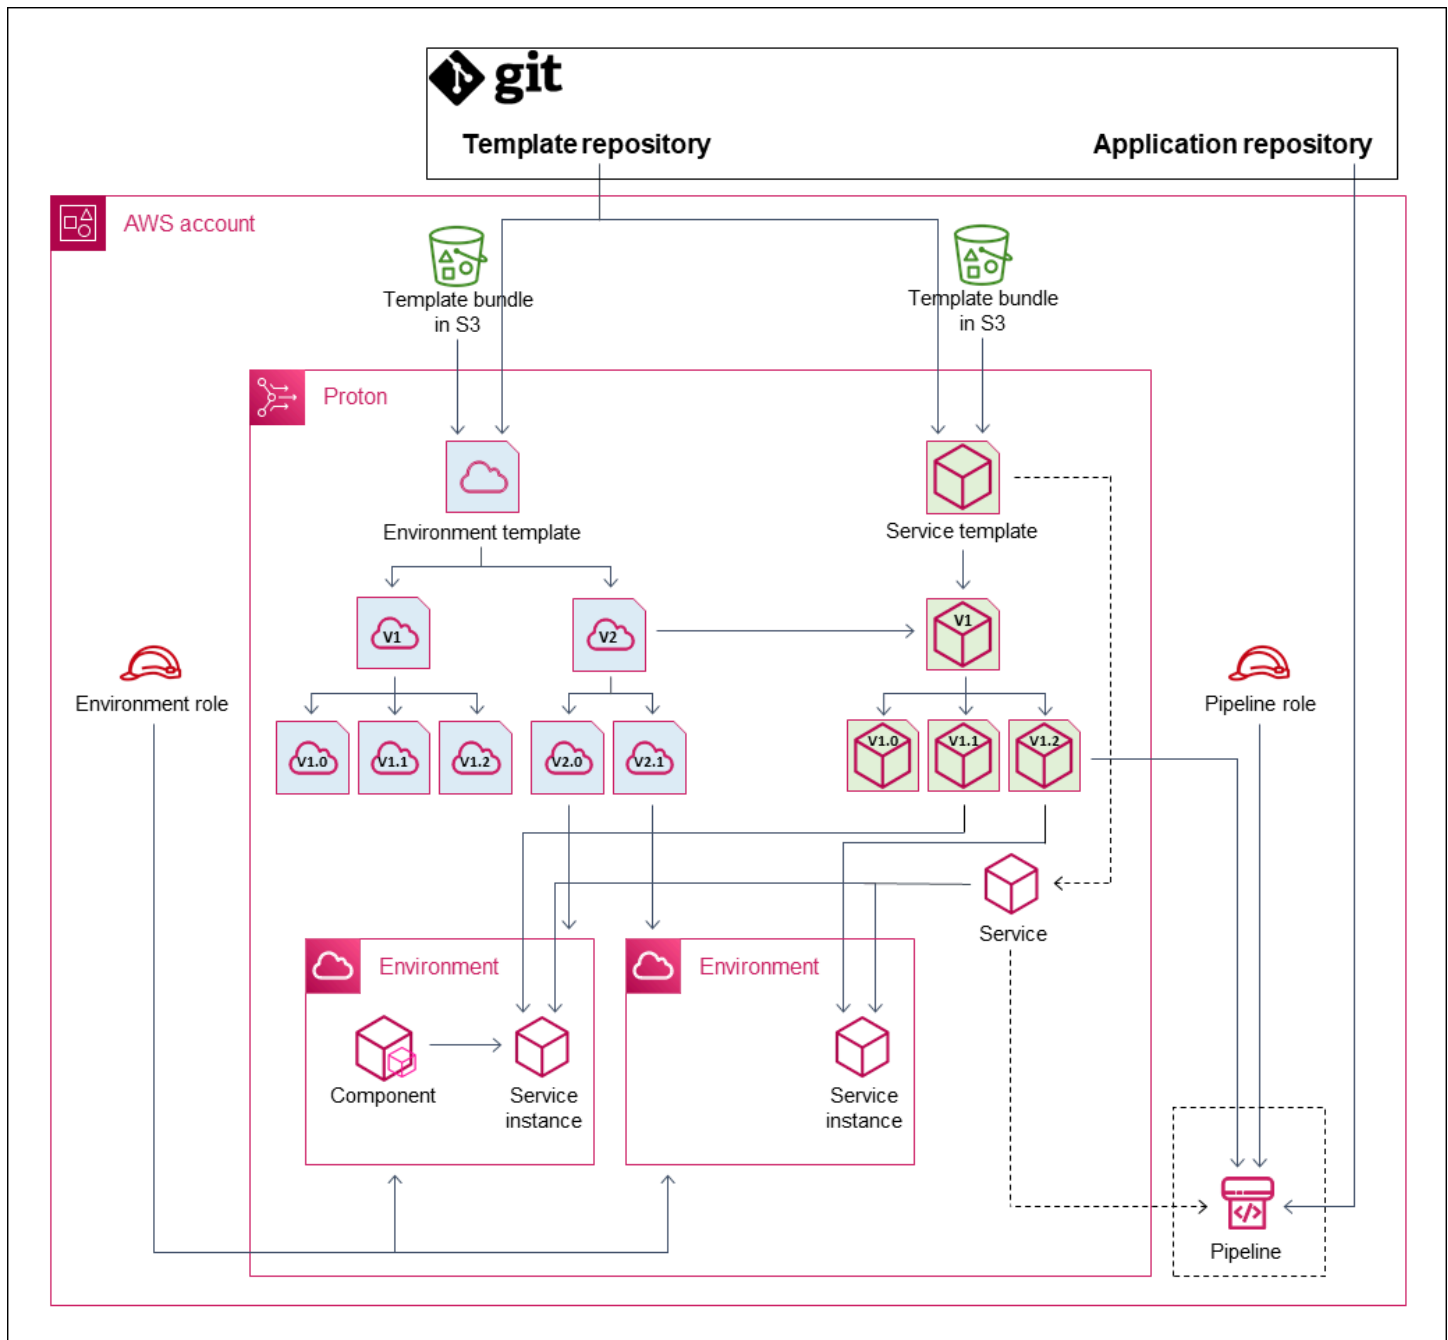 git
Template repository
Application repository
AWS account
Template bundle
in S3
Template bundle
in S3
Proton
Environment template
Service template
V1
V2
V1
Environment role
Pipeline role
V1.0
V1.1
V1.2
V2.0
V2.1
V1.0
V1.1
V1.2
Service
Environment
Environment
Component
Service
instance
Service
instance
</>
Pipeline